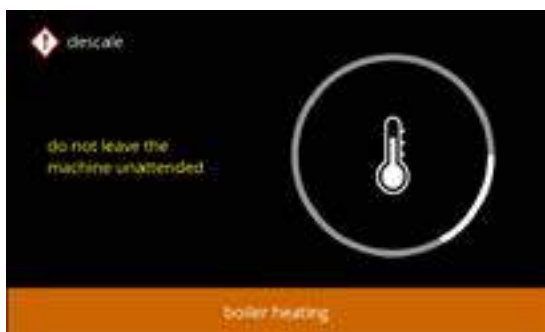 descale
do not leave the
machine unattended
boiler heating